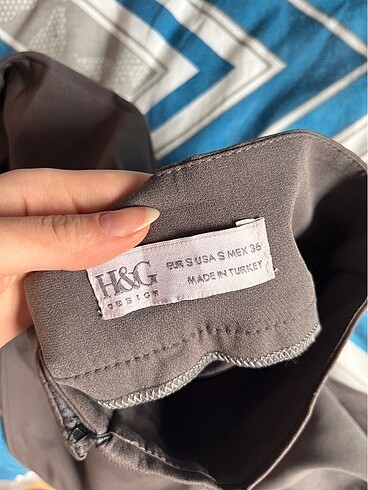 H&G
DESIGN
EUR S USA S MEX 36
MADE IN TURKEY